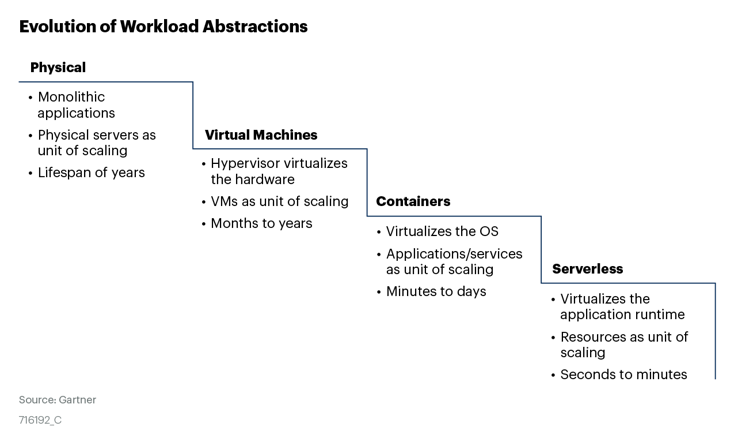 Evolution of Workload Abstractions
Physical
• Monolithic
applications
• Physical servers as
unit of scaling
• Lifespan of years
Virtual Machines
• Hypervisor virtualizes
the hardware
• VMs as unit of scaling
• Months to years
Containers
• Virtualizes the OS
• Applications/services
as unit of scaling
• Minutes to days
Serverless
• Virtualizes the
application runtime
• Resources as unit of
scaling
• Seconds to minutes
Source: Gartner
716192_C